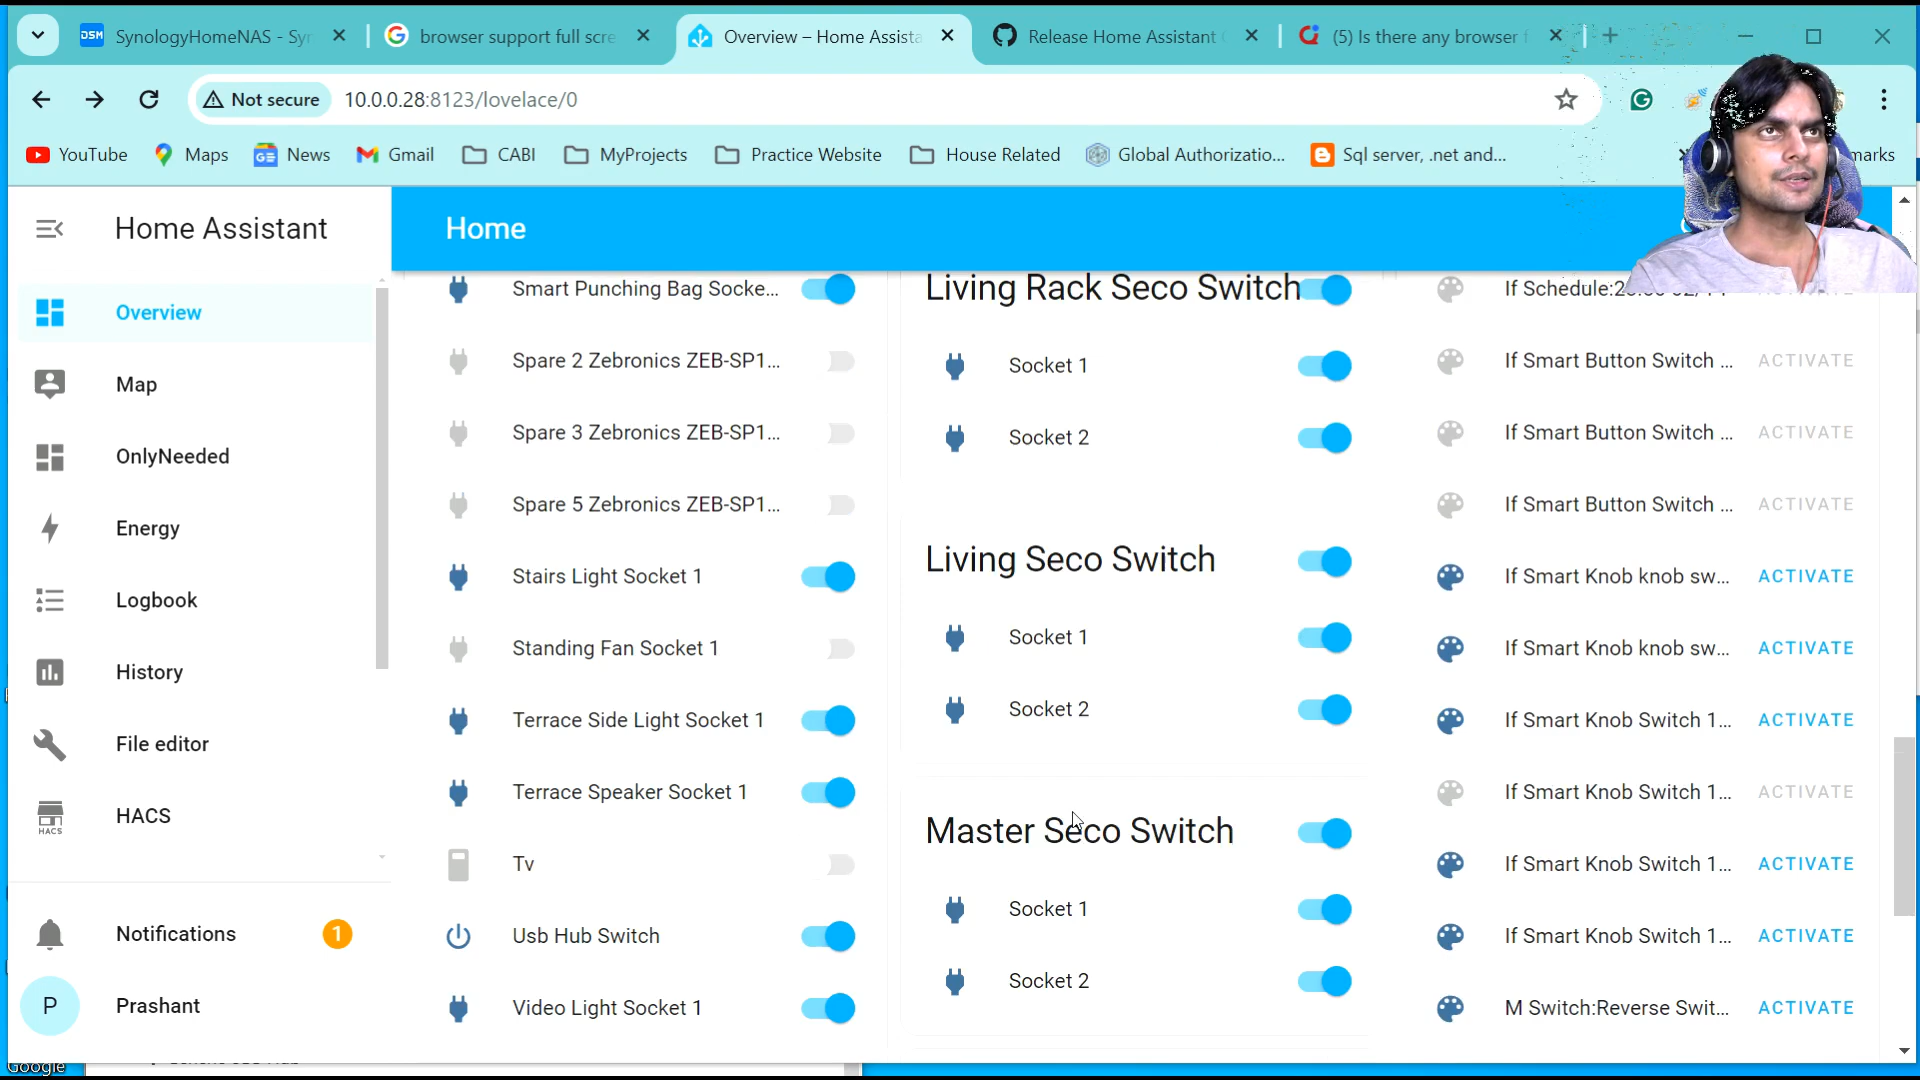 DSM SynologyHomeNAS - Sy
browser support full scre
Overview – Home Assista
Release Home Assistant
(5) Is there any browser f
Not secure
10.0.0.28:8123/lovelace/0
YouTube
Maps
News
Gmail
CABI
MyProjects
Practice Website
House Related
Global Authorizatio...
Sql server, .net and...
marks
Home Assistant
Home
Overview
Map
OnlyNeeded
Energy
Logbook
History
File editor
HACS
HACS
Notifications
1
P
Prashant
Google
Smart Punching Bag Socke...
Spare 2 Zebronics ZEB-SP1...
Spare 3 Zebronics ZEB-SP1...
Spare 5 Zebronics ZEB-SP1...
Stairs Light Socket 1
Standing Fan Socket 1
Terrace Side Light Socket 1
Terrace Speaker Socket 1
Tv
Usb Hub Switch
Video Light Socket 1
Living Rack Seco Switch
Socket 1
Socket 2
Living Seco Switch
Socket 1
Socket 2
Master Seco Switch
Socket 1
Socket 2
If
If Smart Button Switch ... ACTIVATE
If Smart Button Switch ... ACTIVATE
If Smart Button Switch ... ACTIVATE
If Smart Knob knob sw... ACTIVATE
If Smart Knob knob sw... ACTIVATE
If Smart Knob Switch 1... ACTIVATE
If Smart Knob Switch 1... ACTIVATE
If Smart Knob Switch 1... ACTIVATE
If Smart Knob Switch 1... ACTIVATE
M Switch:Reverse Swit... ACTIVATE